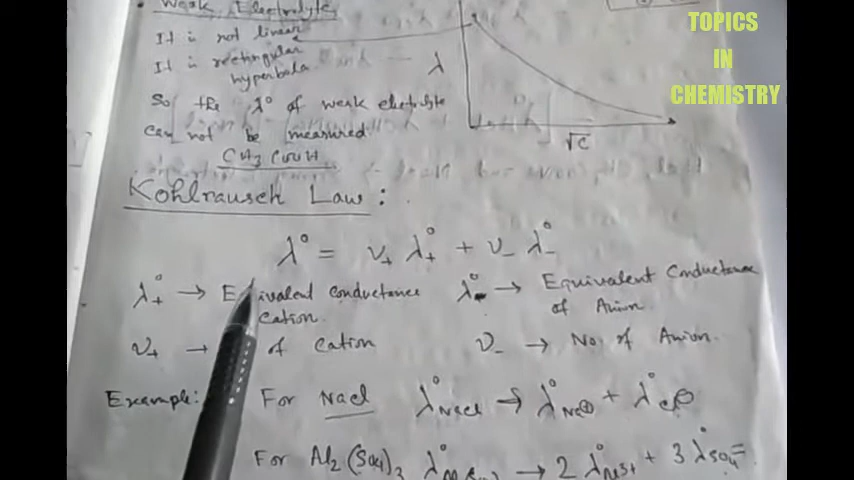 Weak Electrolyte
It is not linear
It is rectangular
hyperbola
λ
So the λ° of weak electrolyte
can not be measured.
CH3 COOH
√C
TOPICS
IN
CHEMISTRY
Kohlrausch Law :
λ° = ν+ λ°+ + ν- λ°-
λ°+ → Equivalent conductance
cation.
λ°- → Equivalent Conductance
of Anion
ν+ → of cation
ν- → No of Anion.
Example: For Nacl λ°Nacl → λ°Na⊕ + λ°cl⊖
For Al2(SO4)3 → 2 λ°Al3+ + 3 λ°SO4=